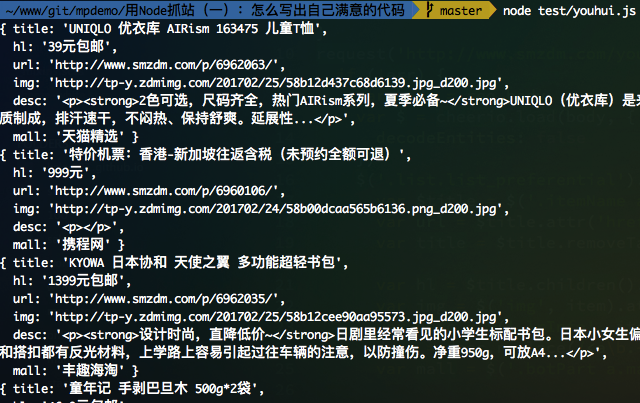 ~/www/git/mpdemo/用Node抓站（一）：怎么写出自己满意的代码 master node test/youhui.js
{ title: 'UNIQLO 优衣库 AIRism 163475 儿童T恤',
hl: '39元包邮',
url: 'http://www.smzdm.com/p/6962063/',
img: 'http://tp-y.zdmimg.com/201702/25/58b12d437c68d6139.jpg_d200.jpg',
desc: '<p><strong>2色可选，尺码齐全，热门AIRism系列，夏季必备~</strong>UNIQLO（优衣库）是
质制成，排汗速干，不闷热、保持舒爽。延展性...</p>',
mall: '天猫精选' }
{ title: '特价机票：香港-新加坡往返含税（未预约全额可退）',
hl: '999元',
url: 'http://www.smzdm.com/p/6960106/',
img: 'http://tp-y.zdmimg.com/201702/24/58b00dcaa565b6136.png_d200.jpg',
desc: '<p></p>',
mall: '携程网' }
{ title: 'KYOWA 日本协和 天使之翼 多功能超轻书包',
hl: '1399元包邮',
url: 'http://www.smzdm.com/p/6962035/',
img: 'http://tp-y.zdmimg.com/201702/25/58b12cee90aa95573.jpg_d200.jpg',
desc: '<p><strong>设计时尚，直降低价~</strong>日剧里经常看见的小学生标配书包。日本小女生偏
和搭扣都有反光材料，上学路上容易引起过往车辆的注意，以防撞伤。净重950g，可放A4...</p>',
mall: '丰趣海淘' }
{ title: '童年记 手剥巴旦木 500g*2袋',